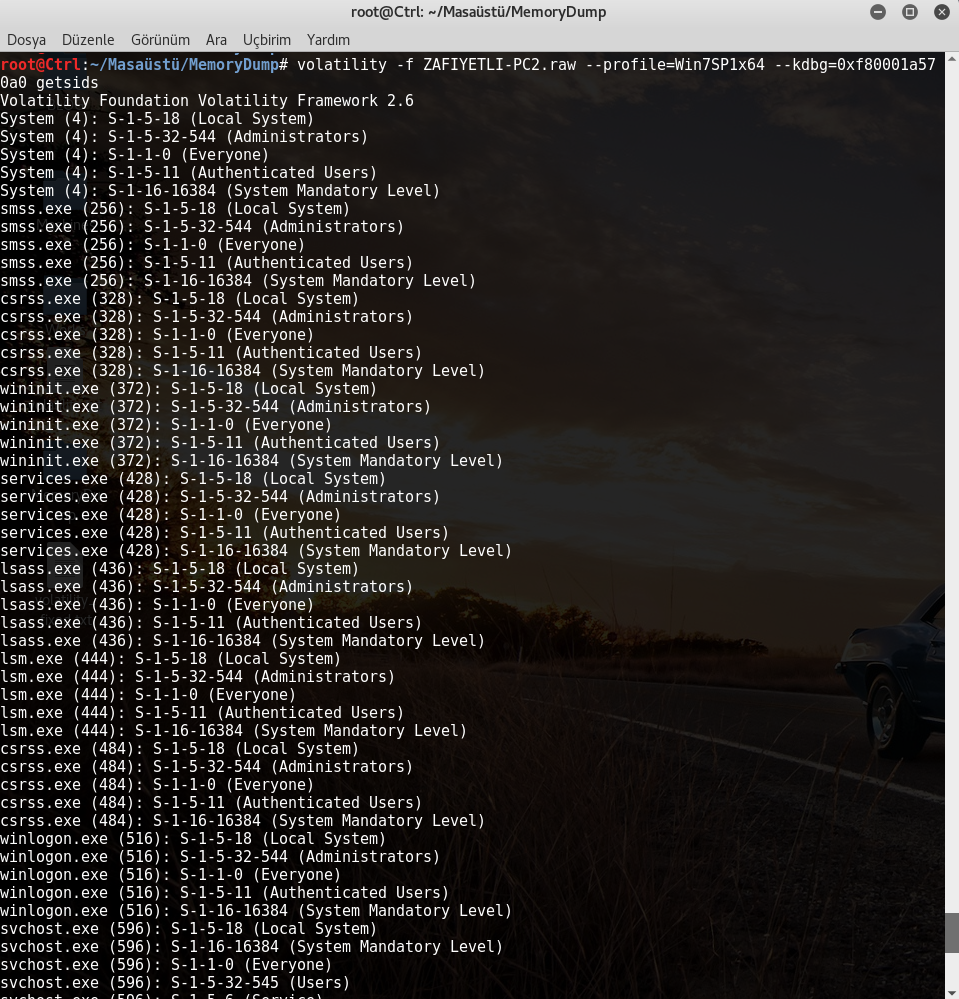 root@Ctrl: ~/Masaüstü/MemoryDump
Dosya Düzenle Görünüm Ara Uçbirim Yardım
root@Ctrl:~/Masaüstü/MemoryDump# volatility -f ZAFIYETLI-PC2.raw --profile=Win7SP1x64 --kdbg=0xf80001a57
0a0 getsids
Volatility Foundation Volatility Framework 2.6
System (4): S-1-5-18 (Local System)
System (4): S-1-5-32-544 (Administrators)
System (4): S-1-1-0 (Everyone)
System (4): S-1-5-11 (Authenticated Users)
System (4): S-1-16-16384 (System Mandatory Level)
smss.exe (256): S-1-5-18 (Local System)
smss.exe (256): S-1-5-32-544 (Administrators)
smss.exe (256): S-1-1-0 (Everyone)
smss.exe (256): S-1-5-11 (Authenticated Users)
smss.exe (256): S-1-16-16384 (System Mandatory Level)
csrss.exe (328): S-1-5-18 (Local System)
csrss.exe (328): S-1-5-32-544 (Administrators)
csrss.exe (328): S-1-1-0 (Everyone)
csrss.exe (328): S-1-5-11 (Authenticated Users)
csrss.exe (328): S-1-16-16384 (System Mandatory Level)
wininit.exe (372): S-1-5-18 (Local System)
wininit.exe (372): S-1-5-32-544 (Administrators)
wininit.exe (372): S-1-1-0 (Everyone)
wininit.exe (372): S-1-5-11 (Authenticated Users)
wininit.exe (372): S-1-16-16384 (System Mandatory Level)
services.exe (428): S-1-5-18 (Local System)
services.exe (428): S-1-5-32-544 (Administrators)
services.exe (428): S-1-1-0 (Everyone)
services.exe (428): S-1-5-11 (Authenticated Users)
services.exe (428): S-1-16-16384 (System Mandatory Level)
lsass.exe (436): S-1-5-18 (Local System)
lsass.exe (436): S-1-5-32-544 (Administrators)
lsass.exe (436): S-1-1-0 (Everyone)
lsass.exe (436): S-1-5-11 (Authenticated Users)
lsass.exe (436): S-1-16-16384 (System Mandatory Level)
lsm.exe (444): S-1-5-18 (Local System)
lsm.exe (444): S-1-5-32-544 (Administrators)
lsm.exe (444): S-1-1-0 (Everyone)
lsm.exe (444): S-1-5-11 (Authenticated Users)
lsm.exe (444): S-1-16-16384 (System Mandatory Level)
csrss.exe (484): S-1-5-18 (Local System)
csrss.exe (484): S-1-5-32-544 (Administrators)
csrss.exe (484): S-1-1-0 (Everyone)
csrss.exe (484): S-1-5-11 (Authenticated Users)
csrss.exe (484): S-1-16-16384 (System Mandatory Level)
winlogon.exe (516): S-1-5-18 (Local System)
winlogon.exe (516): S-1-5-32-544 (Administrators)
winlogon.exe (516): S-1-1-0 (Everyone)
winlogon.exe (516): S-1-5-11 (Authenticated Users)
winlogon.exe (516): S-1-16-16384 (System Mandatory Level)
svchost.exe (596): S-1-5-18 (Local System)
svchost.exe (596): S-1-16-16384 (System Mandatory Level)
svchost.exe (596): S-1-1-0 (Everyone)
svchost.exe (596): S-1-5-32-545 (Users)
svchost.exe (596): S-1-5-6 (Service)